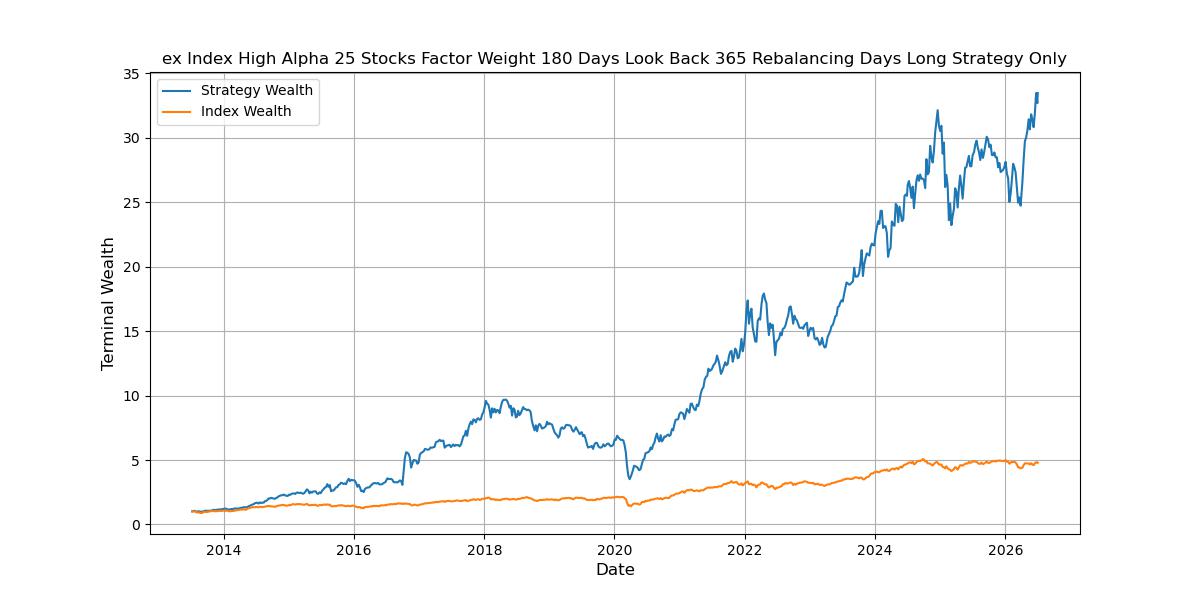 ex Index High Alpha 25 Stocks Factor Weight 180 Days Look Back 365 Rebalancing Days Long Strategy Only
Strategy Wealth
Index Wealth
Terminal Wealth
35
30
25
20
15
10
5
0
2014 2016 2018 2020 2022 2024 2026
Date